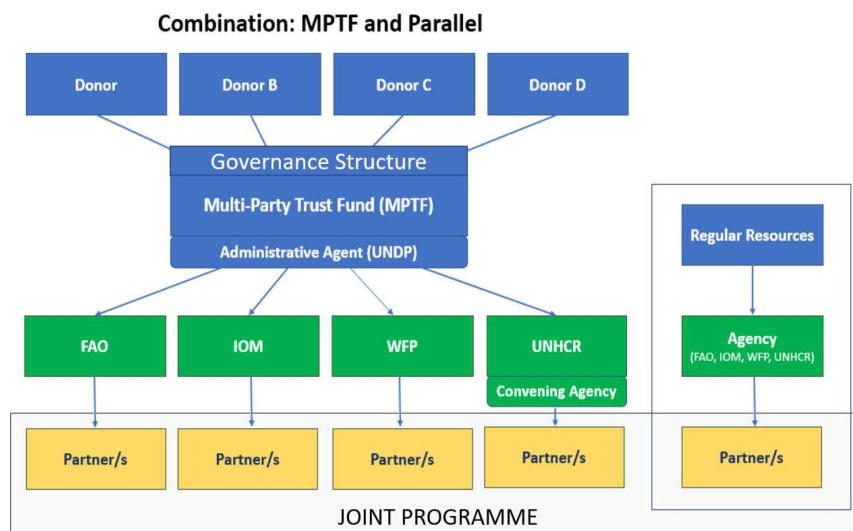 Combination: MPTF and Parallel
Donor
Donor B
Donor C
Donor D
Governance Structure
Multi-Party Trust Fund (MPTF)
Administrative Agent (UNDP)
Regular Resources
FAO
IOM
WFP
UNHCR
Convening Agency
Agency
(FAO, IOM, WFP, UNHCR)
Partner/s
Partner/s
Partner/s
Partner/s
Partner/s
JOINT PROGRAMME